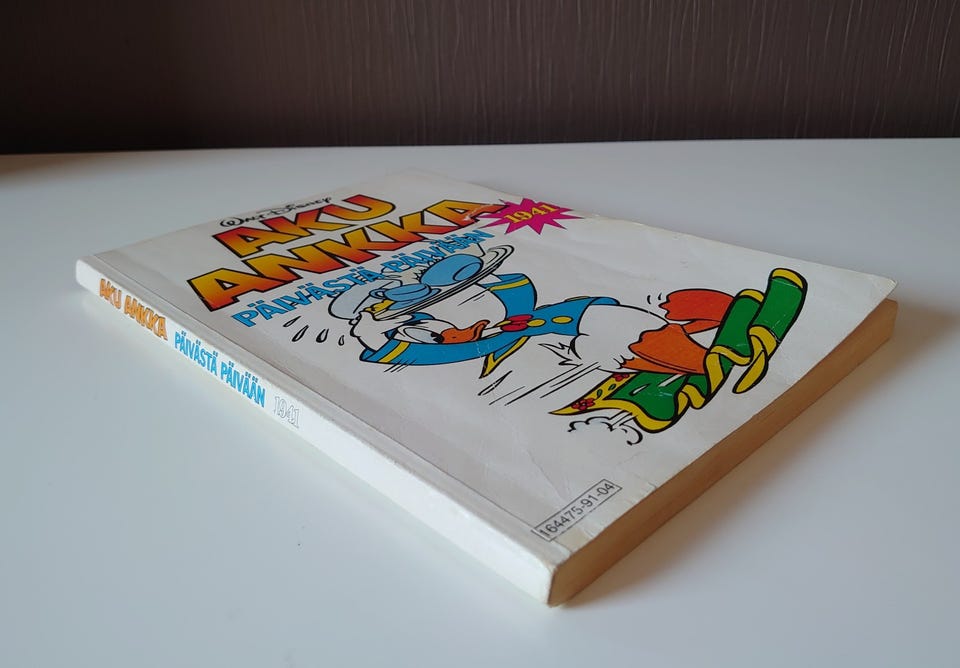 Walt Disney
AKU
ANKKA
PÄIVÄSTÄ PÄIVÄÄN
1941
164475-91-04
AKU ANKKA PÄIVÄSTÄ PÄIVÄÄN 1941